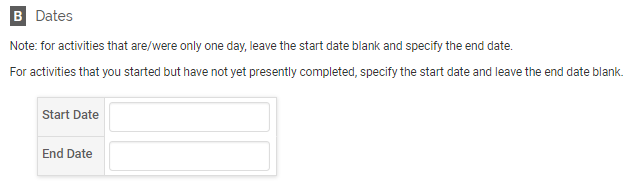 B Dates
Note: for activities that are/were only one day, leave the start date blank and specify the end date.
For activities that you started but have not yet presently completed, specify the start date and leave the end date blank.
Start Date
End Date